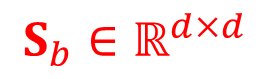 S_b ∈ ℝ^{d×d}